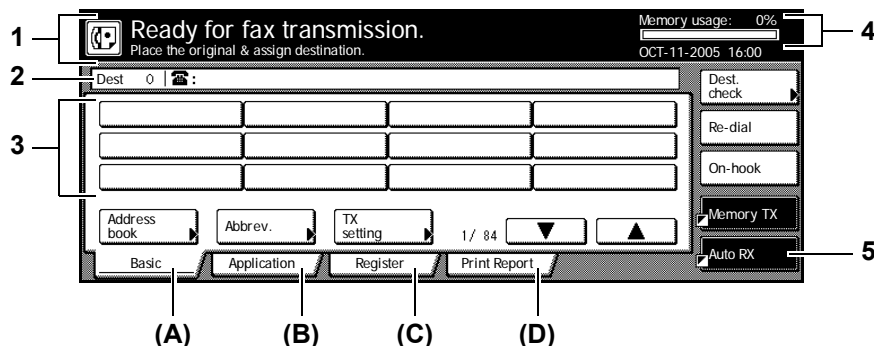 Ready for fax transmission.
Place the original & assign destination.
Memory usage: 0%
OCT-11-2005 16:00
1
4
2
Dest 0 ☎:
Dest.
check
3
Re-dial
On-hook
Address
book
Abbrev.
TX
setting
1/ 84 ▼ ▲
Memory TX
Auto RX
5
Basic
Application
Register
Print Report
(A)
(B)
(C)
(D)